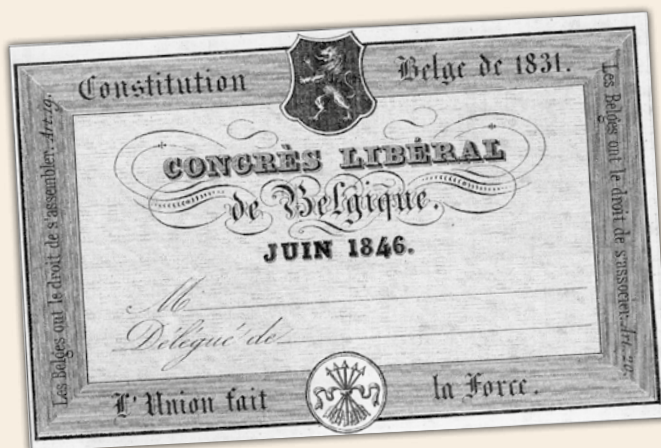 Constitution Belge de 1831.
Les Belges ont le droit de s'assembler. Art. 19.
Les Belges ont le droit de s'associer. Art. 20.
CONGRÈS LIBÉRAL
de Belgique.
JUIN 1846.
M
Délégué de
L'Union fait la Force.